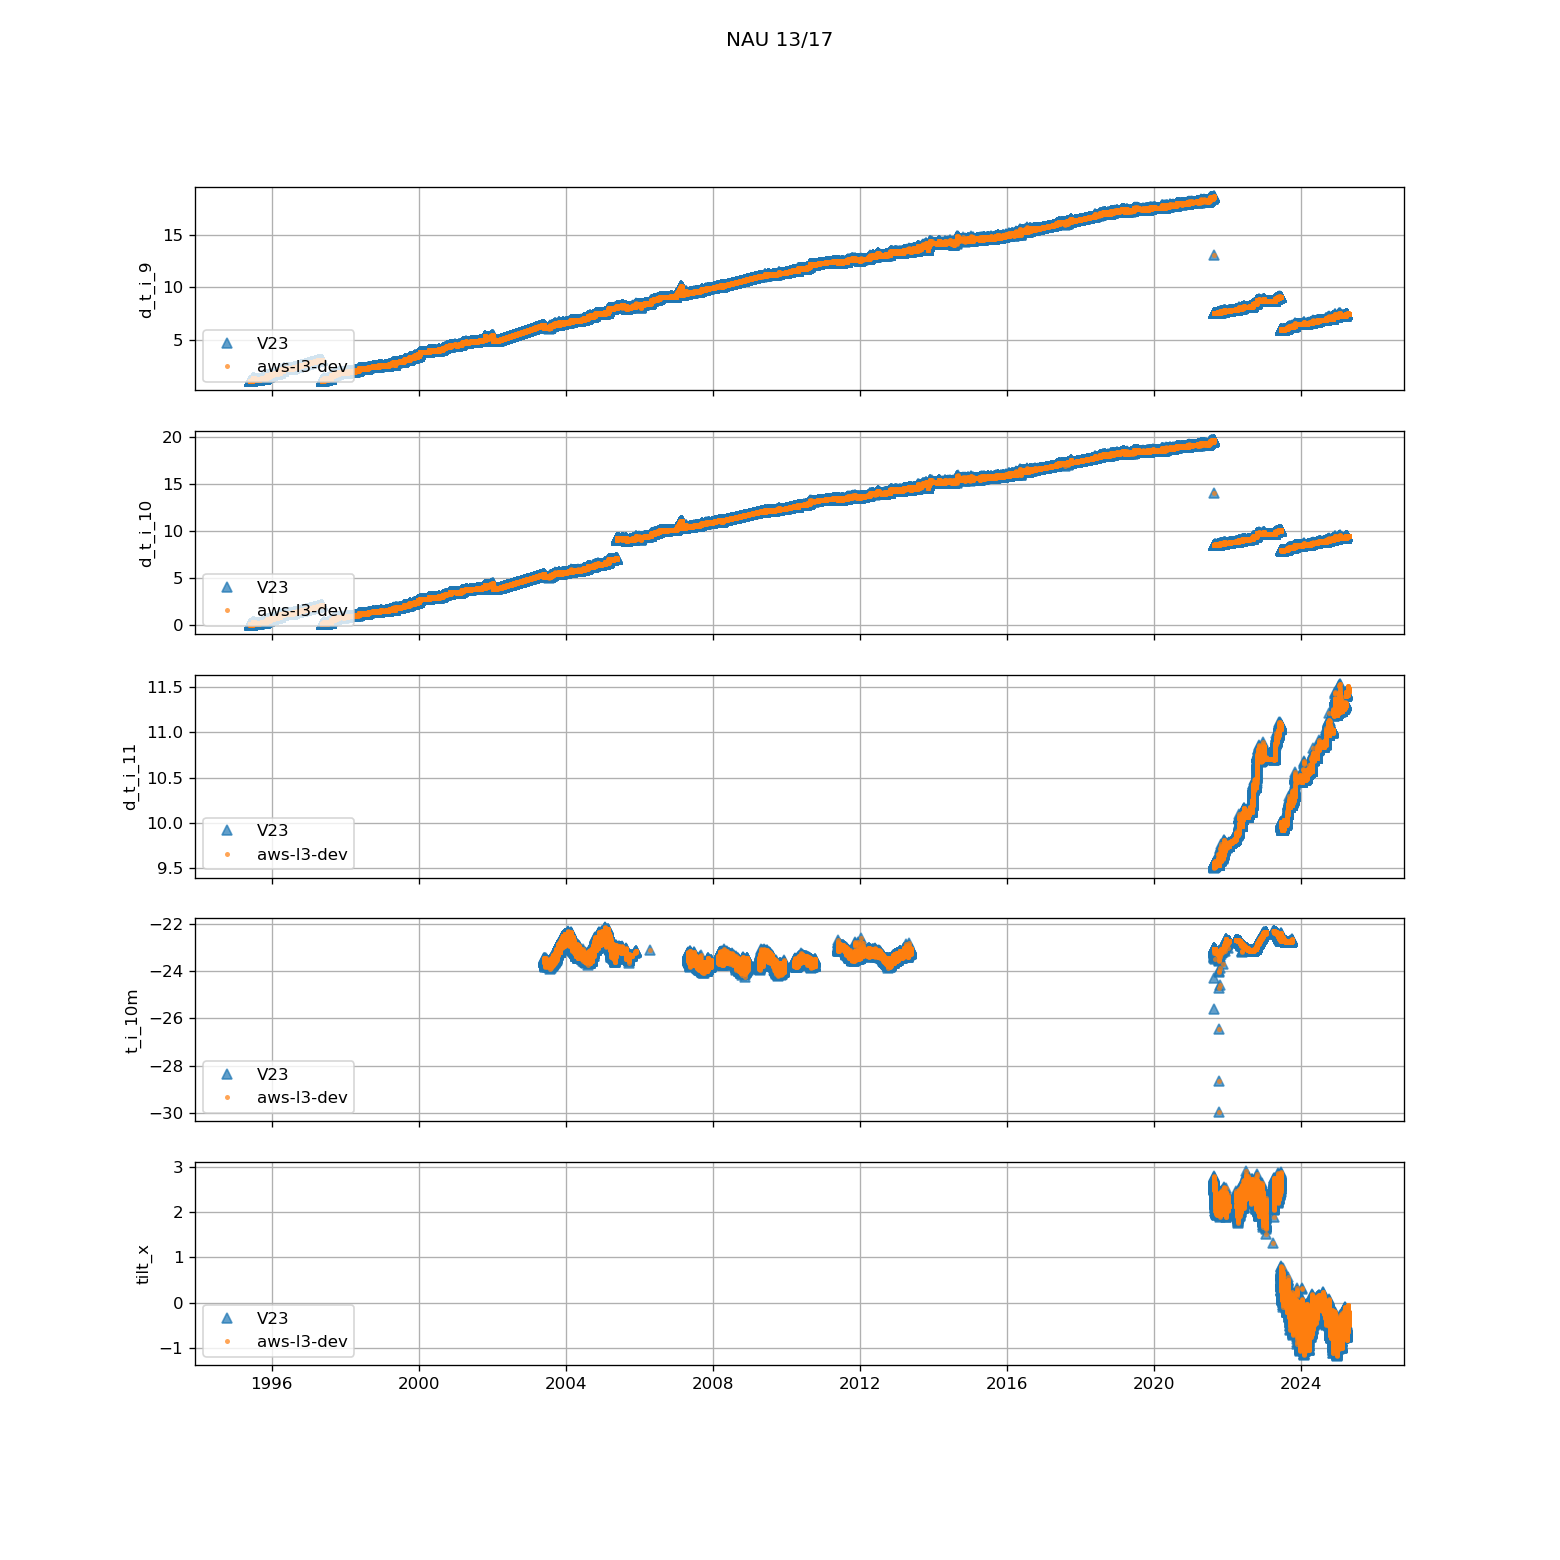 NAU 13/17
d_t_i_9
15
10
5
V23
aws-l3-dev
d_t_i_10
20
15
10
5
0
V23
aws-l3-dev
d_t_i_11
11.5
11.0
10.5
10.0
9.5
V23
aws-l3-dev
t_i_10m
−22
−24
−26
−28
−30
V23
aws-l3-dev
tilt_x
3
2
1
0
−1
V23
aws-l3-dev
1996 2000 2004 2008 2012 2016 2020 2024